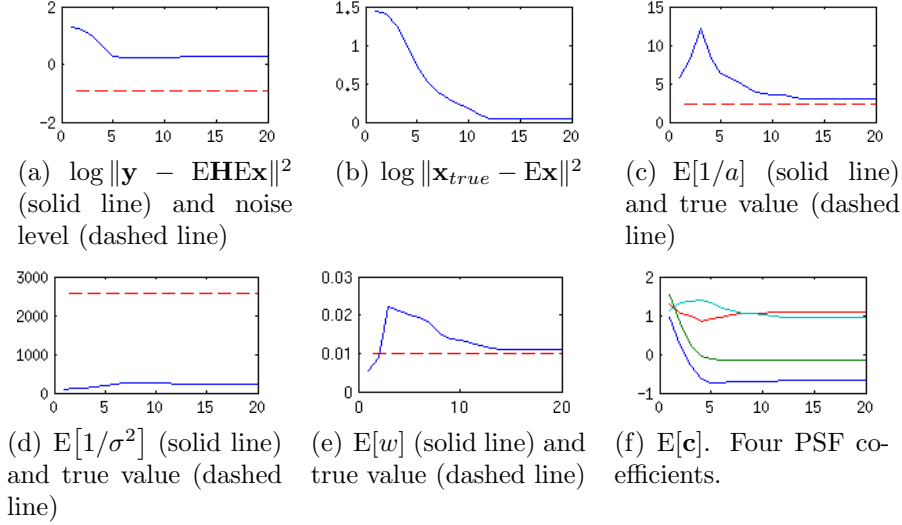 2
0
−2
0 5 10 15 20
1.5
1
0.5
0
0 5 10 15 20
15
10
5
0
0 5 10 15 20
(a) log ‖y − EHEx‖²
(solid line) and noise
level (dashed line)
(b) log ‖x_true − Ex‖²
(c) E[1/a] (solid line)
and true value (dashed
line)
3000
2000
1000
0
0 5 10 15 20
0.03
0.02
0.01
0
0 10 20
2
1
0
−1
0 5 10 15 20
(d) E[1/σ²] (solid line)
and true value (dashed
line)
(e) E[w] (solid line) and
true value (dashed line)
(f) E[c]. Four PSF co-
efficients.